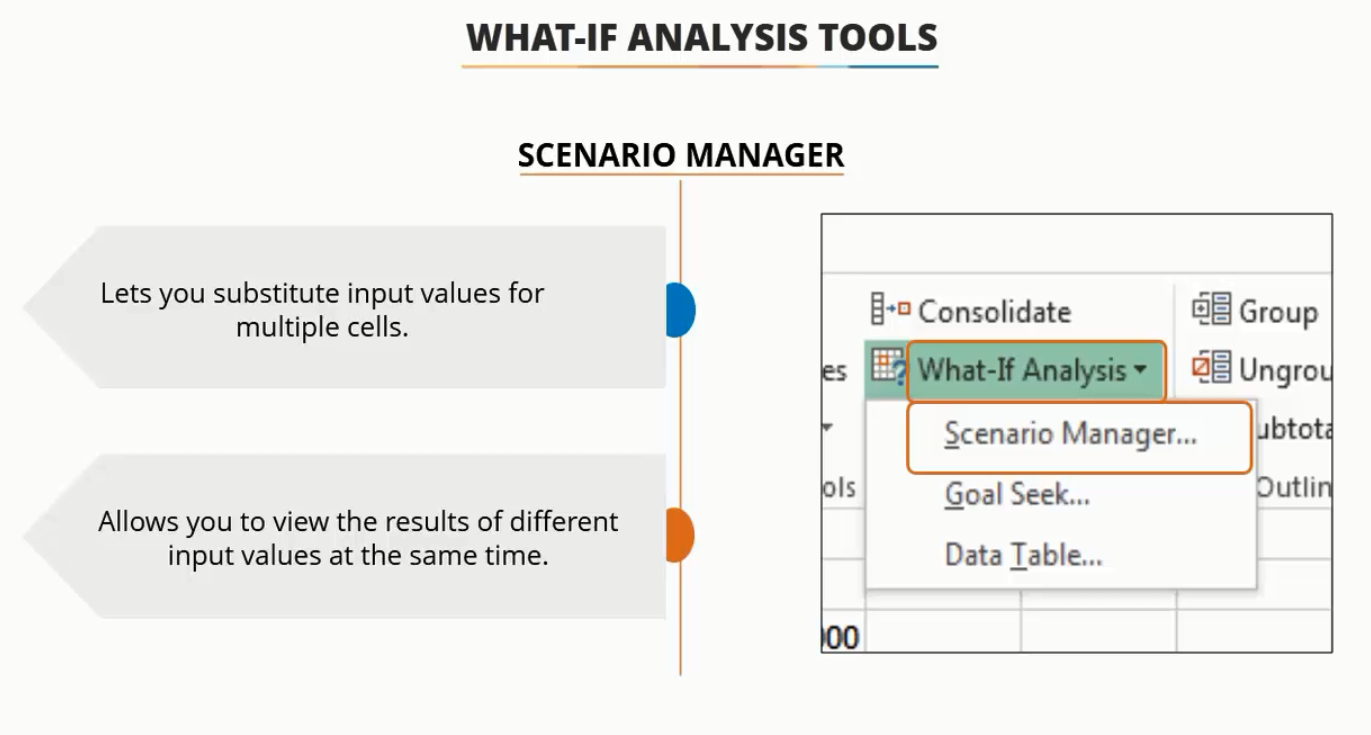 WHAT-IF ANALYSIS TOOLS
SCENARIO MANAGER
Lets you substitute input values for
multiple cells.
Allows you to view the results of different
input values at the same time.
Consolidate
Group
es
What-If Analysis
Ungrou
Scenario Manager...
ubtota
ols
Goal Seek...
Outlin
Data Table...
000